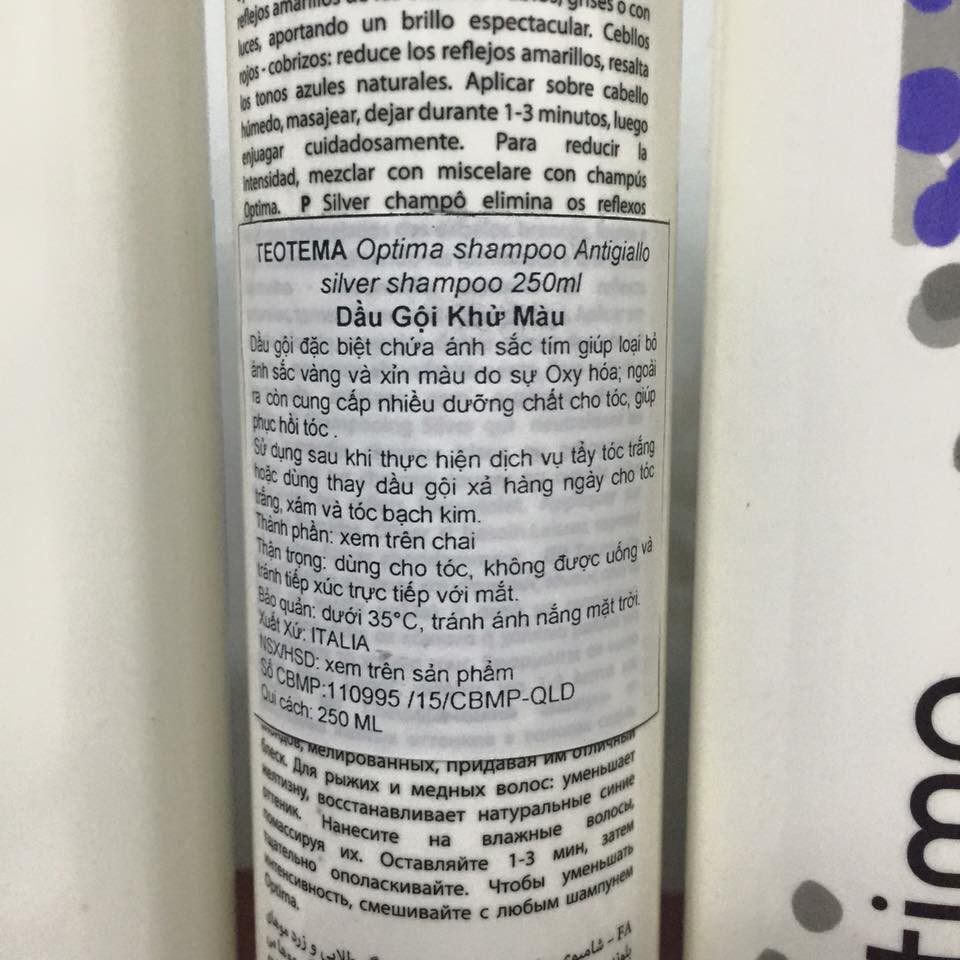 reflejos amarillos de los
grises o con
luces, aportando un brillo espectacular. Cebllos
rojos - cobrizos: reduce los reflejos amarillos, resalta
los tonos azules naturales. Aplicar sobre cabello
húmedo, masajear, dejar durante 1-3 minutos, luego
enjuagar cuidadosamente. Para reducir la
intensidad, mezclar con miscelare con champús
Optima. P Silver champô elimina os reflexos
TEOTEMA Optima shampoo Antigiallo
silver shampoo 250ml
Dầu Gội Khử Màu
Dầu gội đặc biệt chứa ánh sắc tím giúp loại bỏ
ánh sắc vàng và xỉn màu do sự Oxy hóa; ngoài
ra còn cung cấp nhiều dưỡng chất cho tóc, giúp
phục hồi tóc .
Sử dụng sau khi thực hiện dịch vụ tẩy tóc trắng
hoặc dùng thay dầu gội xả hàng ngày cho tóc
trắng, xám và tóc bạch kim.
Thành phần: xem trên chai
Thận trọng: dùng cho tóc, không được uống và
tránh tiếp xúc trực tiếp với mắt.
Bảo quản: dưới 35°C, tránh ánh nắng mặt trời.
Xuất Xứ: ITALIA
NSX/HSD: xem trên sản phẩm
Số CBMP:110995 /15/CBMP-QLD
Qui cách: 250 ML
мелированных, придавая им отличный
блеск. Для рыжих и медных волос: уменьшает
желтизну, восстанавливает натуральные синие
оттеник. Нанесите на влажные волосы,
помассируя их. Оставляйте 1-3 мин, затем
тщательно ополаскивайте. Чтобы уменьшать
интенсивность, смешивайте с любым шампунем
Optima.
FA - شامپوی
timo